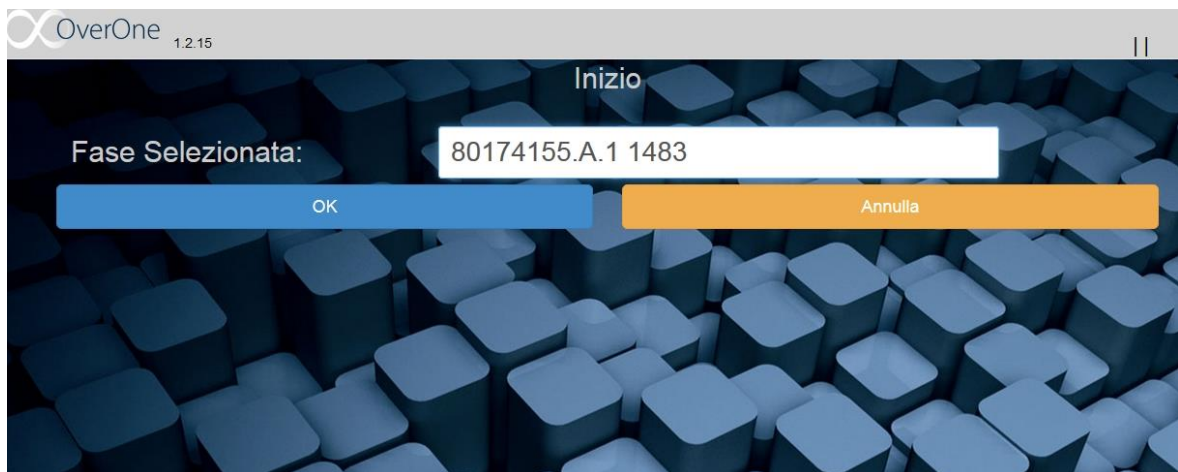 OverOne 1.2.15
| |
Inizio
Fase Selezionata: 80174155.A.1 1483
OK Annulla